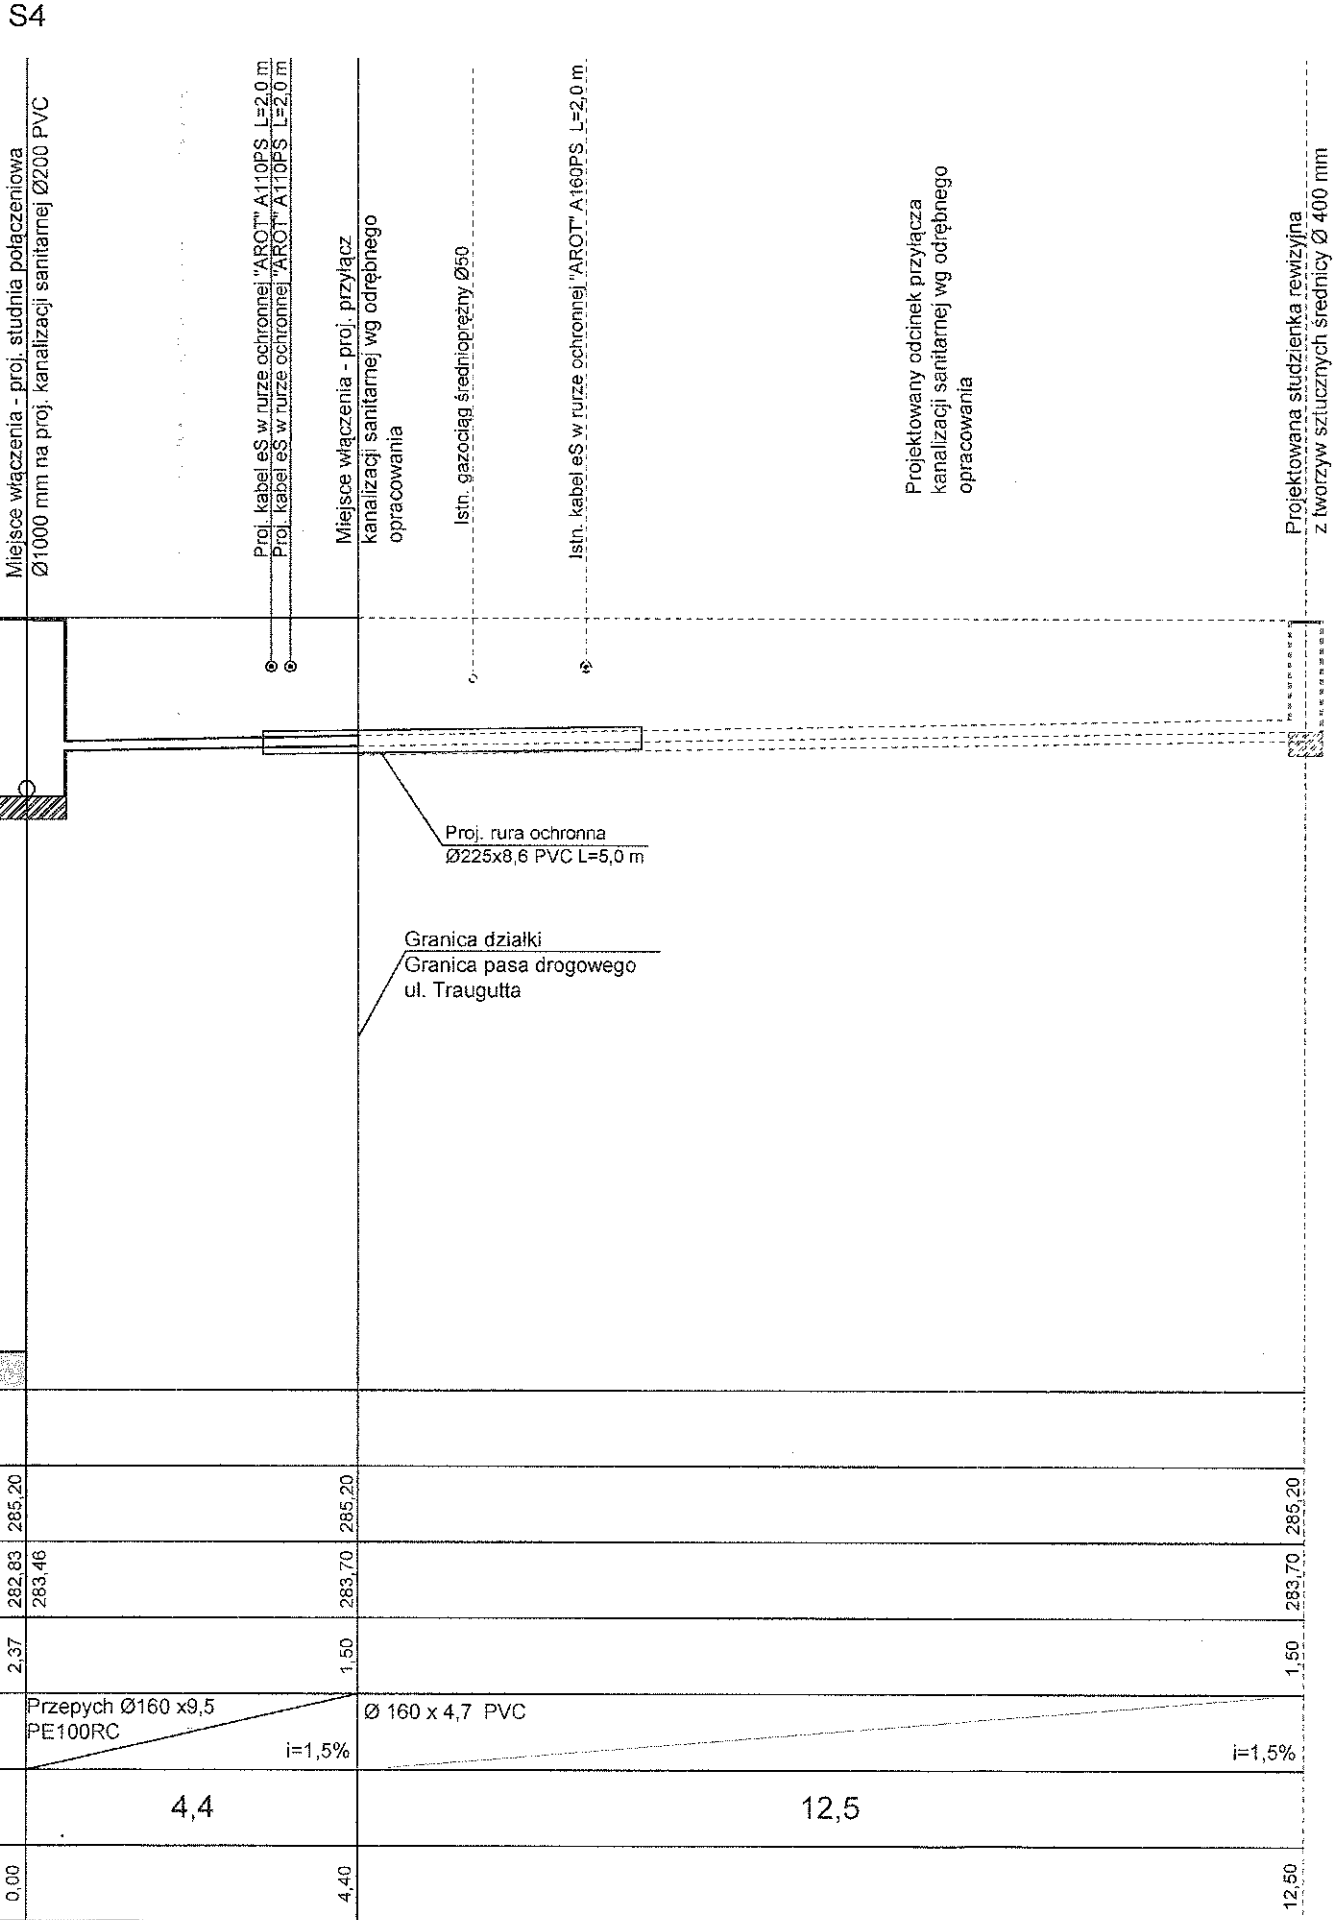 S4
Miejsce włączenia - proj. studnia połączeniowa
Ø1000 mm na proj. kanalizacji sanitarnej Ø200 PVC
Proj. kabel eS w rurze ochronnej "AROT" A110PS L=2,0 m
Proj. kabel eS w rurze ochronnej "AROT" A110PS L=2,0 m
Miejsce włączenia - proj. przyłącz
kanalizacji sanitarnej wg odrębnego
opracowania
Istn. gazociąg średnioprężny Ø50
Istn. kabel eS w rurze ochronnej "AROT" A160PS L=2,0 m
Projektowany odcinek przyłącza
kanalizacji sanitarnej wg odrębnego
opracowania
Projektowana studzienka rewizyjna
z tworzyw sztucznych średnicy Ø 400 mm
Proj. rura ochronna
Ø225x8,6 PVC L=5,0 m
Granica działki
Granica pasa drogowego
ul. Traugutta
285,20
285,20
285,20
282,83
283,46
283,70
283,70
2,37
1,50
1,50
Przepych Ø160 x9,5
PE100RC
i=1,5%
Ø 160 x 4,7 PVC
i=1,5%
4,4
12,5
0,00
4,40
12,50